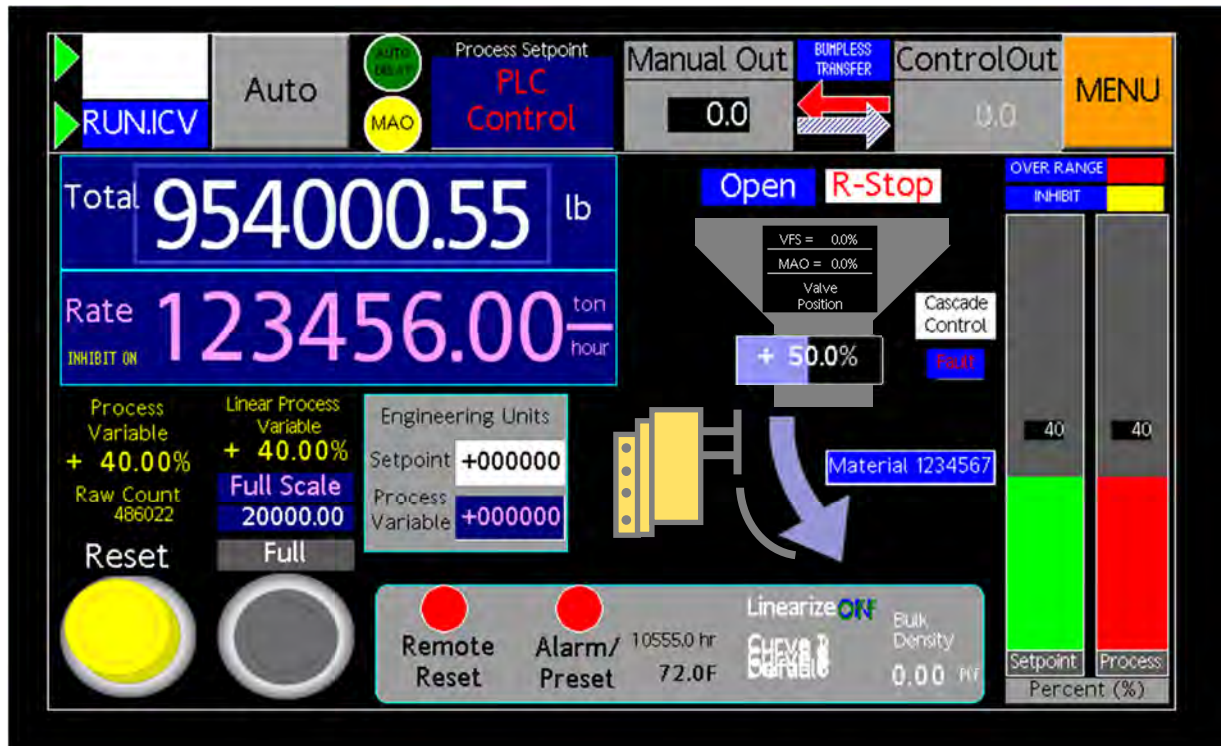 RUN.ICV
Auto
AUTO
DELAY
MAO
Process Setpoint
PLC
Control
Manual Out
0.0
BUMPLESS
TRANSFER
ControlOut
0.0
MENU
Total 954000.55 lb
Rate 123456.00 ton
hour
INHIBIT ON
Open R-Stop
VFS = 0.0%
MAO = 0.0%
Valve
Position
+ 50.0%
Cascade
Control
Fault
Material 1234567
OVER RANGE
INHIBIT
40 40
Setpoint Process
Percent (%)
Process
Variable
+ 40.00%
Raw Count
486022
Linear Process
Variable
+ 40.00%
Full Scale
20000.00
Engineering Units
Setpoint +000000
Process
Variable +000000
Reset
Full
Remote
Reset
Alarm/
Preset
10555.0 hr
72.0F
Linearize ON
Bulk
Density
0.00